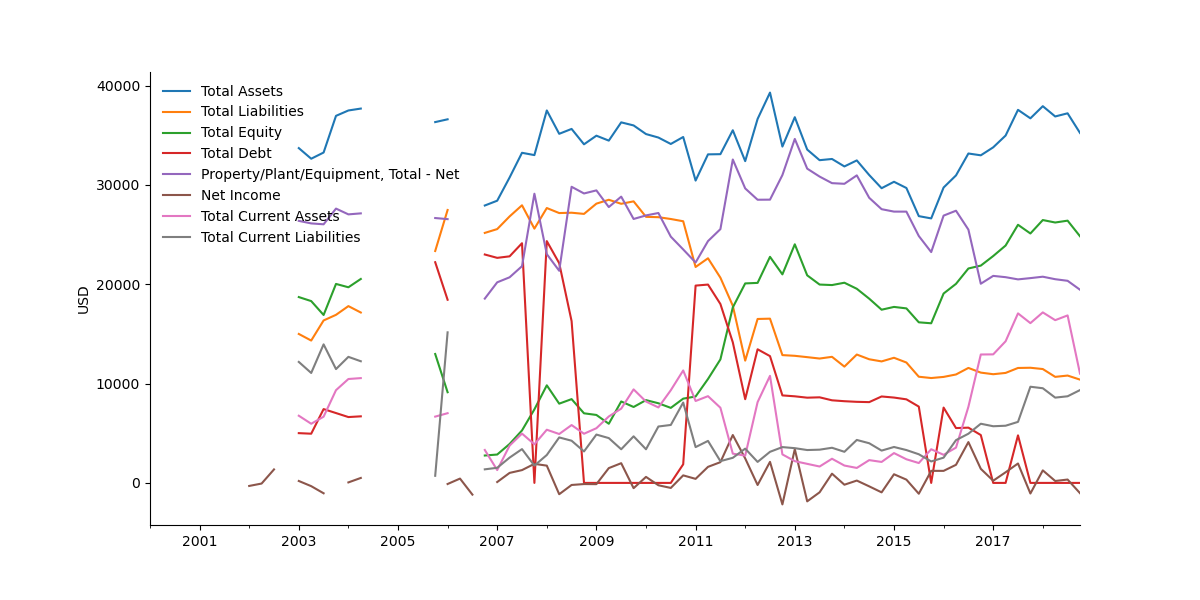 40000
30000
20000
10000
0
USD
Total Assets
Total Liabilities
Total Equity
Total Debt
Property/Plant/Equipment, Total - Net
Net Income
Total Current Assets
Total Current Liabilities
2001 2003 2005 2007 2009 2011 2013 2015 2017